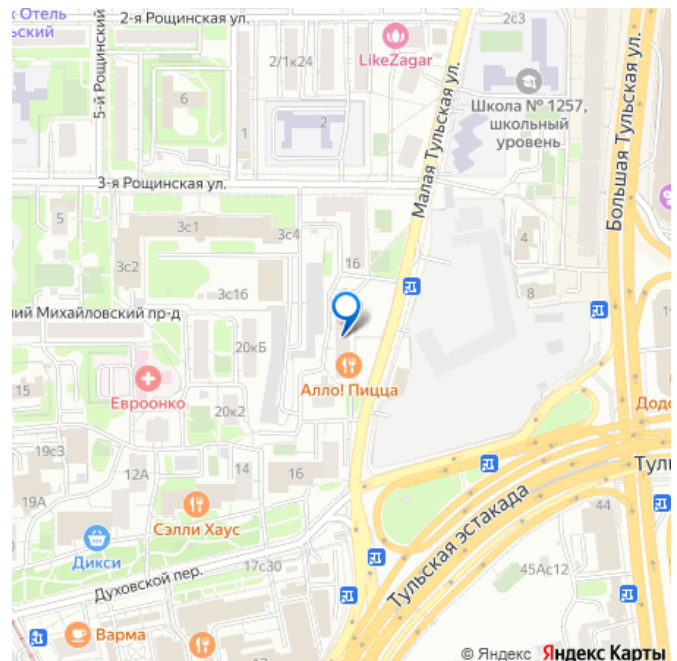 к Отель
ьский
2-я Рощинская ул.
2с3
LikeZagar
2/1к24
5-й Рощинский
6
1
2
Школа № 1257,
школьный
уровень
Малая Тульская ул.
Большая Тульская ул.
3-я Рощинская ул.
5
3с1
3с4
3с2
16
4
3с16
8
ий Михайловский пр-д
19
20кБ
Алло! Пицца
Додо
Евроонко
15
20к2
19с3
12А
14
16
Тул
19А
Сэлли Хаус
44
Тульская эстакада
Дикси
17с30
45Ас12
Духовской пер.
Варма
© Яндекс Яндекс Карты